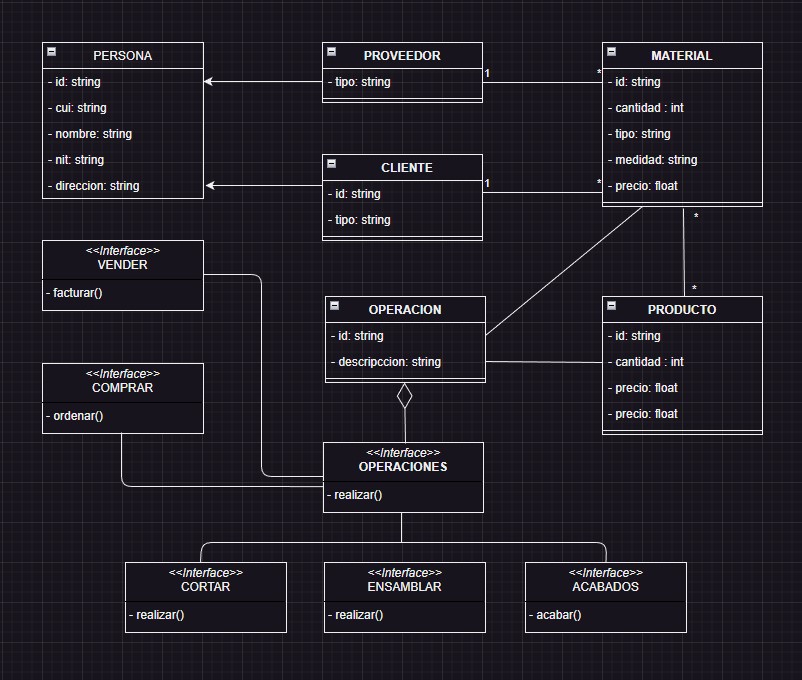 PERSONA
- id: string
- cui: string
- nombre: string
- nit: string
- direccion: string
PROVEEDOR
- tipo: string
1
*
MATERIAL
- id: string
- cantidad : int
- tipo: string
- medidad: string
- precio: float
CLIENTE
- id: string
- tipo: string
1
*
*
*
<<Interface>>
VENDER
- facturar()
OPERACION
- id: string
- descripccion: string
PRODUCTO
- id: string
- cantidad : int
- precio: float
- precio: float
<<Interface>>
COMPRAR
- ordenar()
<<Interface>>
OPERACIONES
- realizar()
<<Interface>>
CORTAR
- realizar()
<<Interface>>
ENSAMBLAR
- realizar()
<<Interface>>
ACABADOS
- acabar()